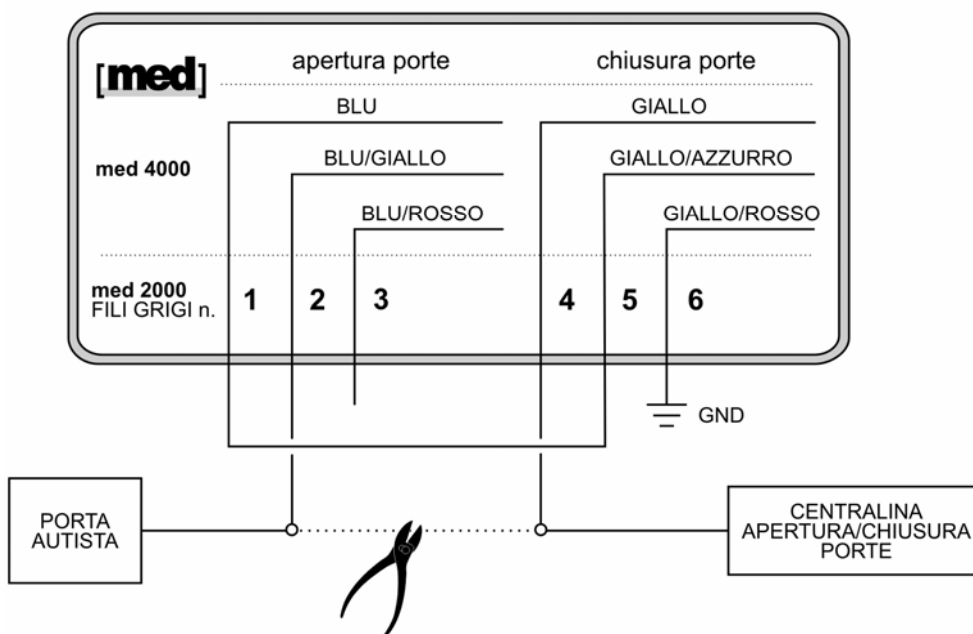 [med]
apertura porte
chiusura porte
BLU
GIALLO
med 4000
BLU/GIALLO
GIALLO/AZZURRO
BLU/ROSSO
GIALLO/ROSSO
med 2000
FILI GRIGI n.
1
2
3
4
5
6
GND
PORTA
AUTISTA
CENTRALINA
APERTURA/CHIUSURA
PORTE